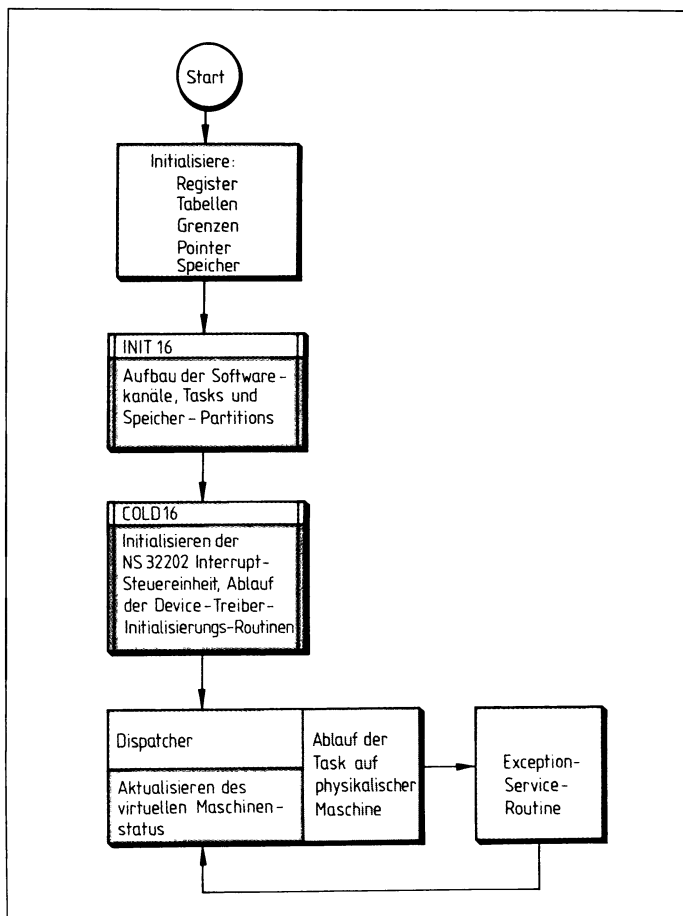 Start
Initialisiere:
Register
Tabellen
Grenzen
Pointer
Speicher
INIT 16
Aufbau der Software-
kanäle, Tasks und
Speicher-Partitions
COLD16
Initialisieren der
NS 32202 Interrupt-
Steuereinheit, Ablauf
der Device-Treiber-
Initialisierungs-Routinen
Dispatcher
Aktualisieren des
virtuellen Maschinen-
status
Ablauf der
Task auf
physikalischer
Maschine
Exception-
Service-
Routine